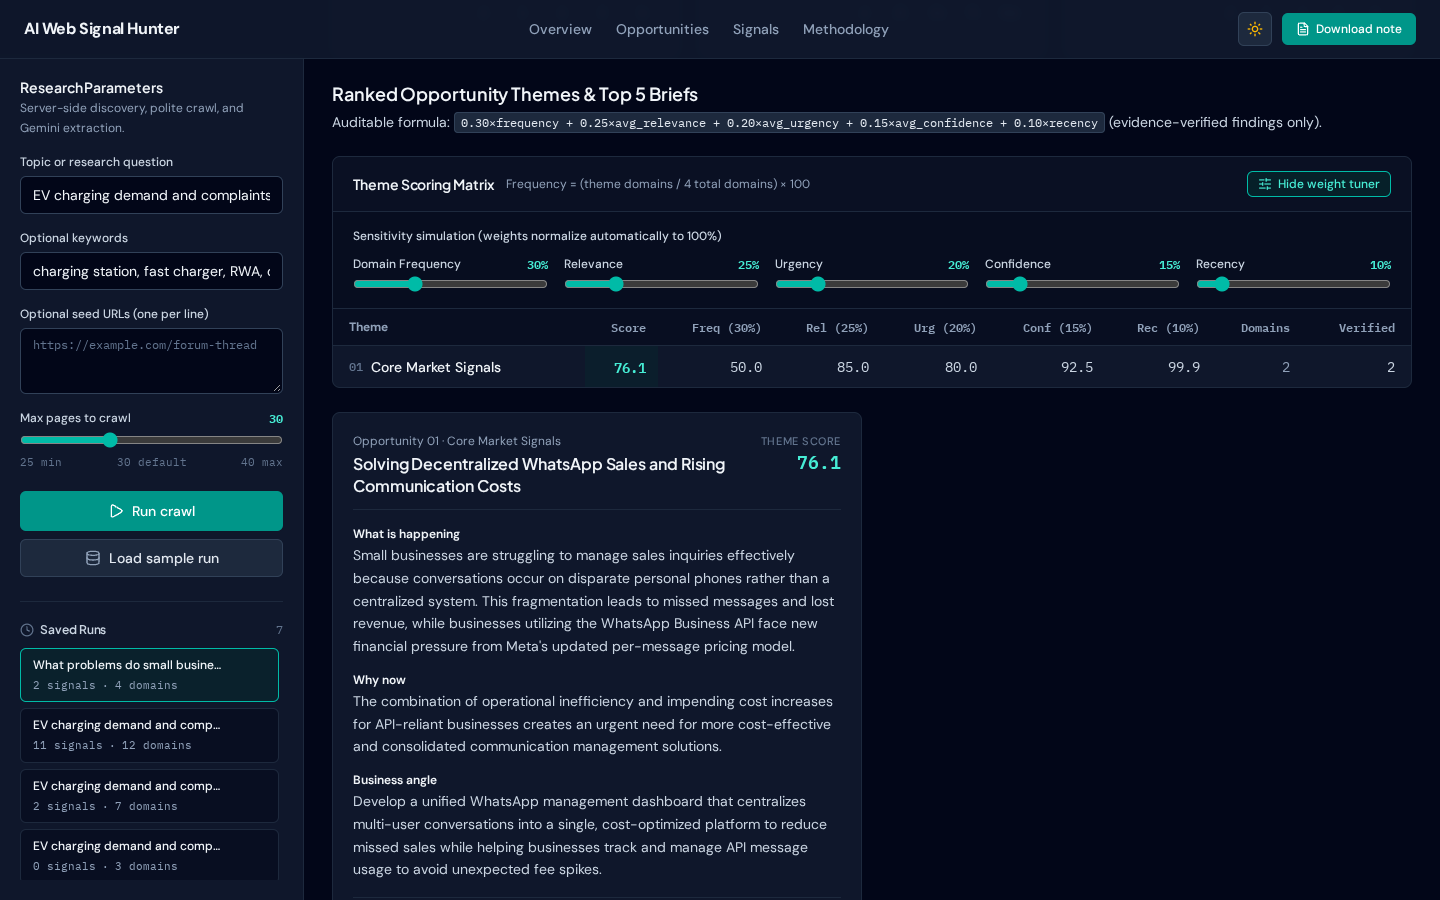 AI Web Signal Hunter
Overview
Opportunities
Signals
Methodology
Download note
Research Parameters
Server-side discovery, polite crawl, and
Gemini extraction.
Topic or research question
EV charging demand and complaints
Optional keywords
charging station, fast charger, RWA,
Optional seed URLs (one per line)
https://example.com/forum-thread
Max pages to crawl
30
25 min
30 default
40 max
Run crawl
Load sample run
Saved Runs
7
What problems do small busine…
2 signals · 4 domains
EV charging demand and comp…
11 signals · 12 domains
EV charging demand and comp…
2 signals · 7 domains
EV charging demand and comp…
0 signals · 3 domains
Ranked Opportunity Themes & Top 5 Briefs
Auditable formula: 0.30×frequency + 0.25×avg_relevance + 0.20×avg_urgency + 0.15×avg_confidence + 0.10×recency (evidence-verified findings only).
Theme Scoring Matrix
Frequency = (theme domains / 4 total domains) × 100
Hide weight tuner
Sensitivity simulation (weights normalize automatically to 100%)
Domain Frequency 30%
Relevance 25%
Urgency 20%
Confidence 15%
Recency 10%
Theme Score Freq (30%) Rel (25%) Urg (20%) Conf (15%) Rec (10%) Domains Verified
01 Core Market Signals 76.1 50.0 85.0 80.0 92.5 99.9 2 2
Opportunity 01 · Core Market Signals
THEME SCORE
76.1
Solving Decentralized WhatsApp Sales and Rising
Communication Costs
What is happening
Small businesses are struggling to manage sales inquiries effectively
because conversations occur on disparate personal phones rather than a
centralized system. This fragmentation leads to missed messages and lost
revenue, while businesses utilizing the WhatsApp Business API face new
financial pressure from Meta's updated per-message pricing model.
Why now
The combination of operational inefficiency and impending cost increases
for API-reliant businesses creates an urgent need for more cost-effective
and consolidated communication management solutions.
Business angle
Develop a unified WhatsApp management dashboard that centralizes
multi-user conversations into a single, cost-optimized platform to reduce
missed sales while helping businesses track and manage API message
usage to avoid unexpected fee spikes.